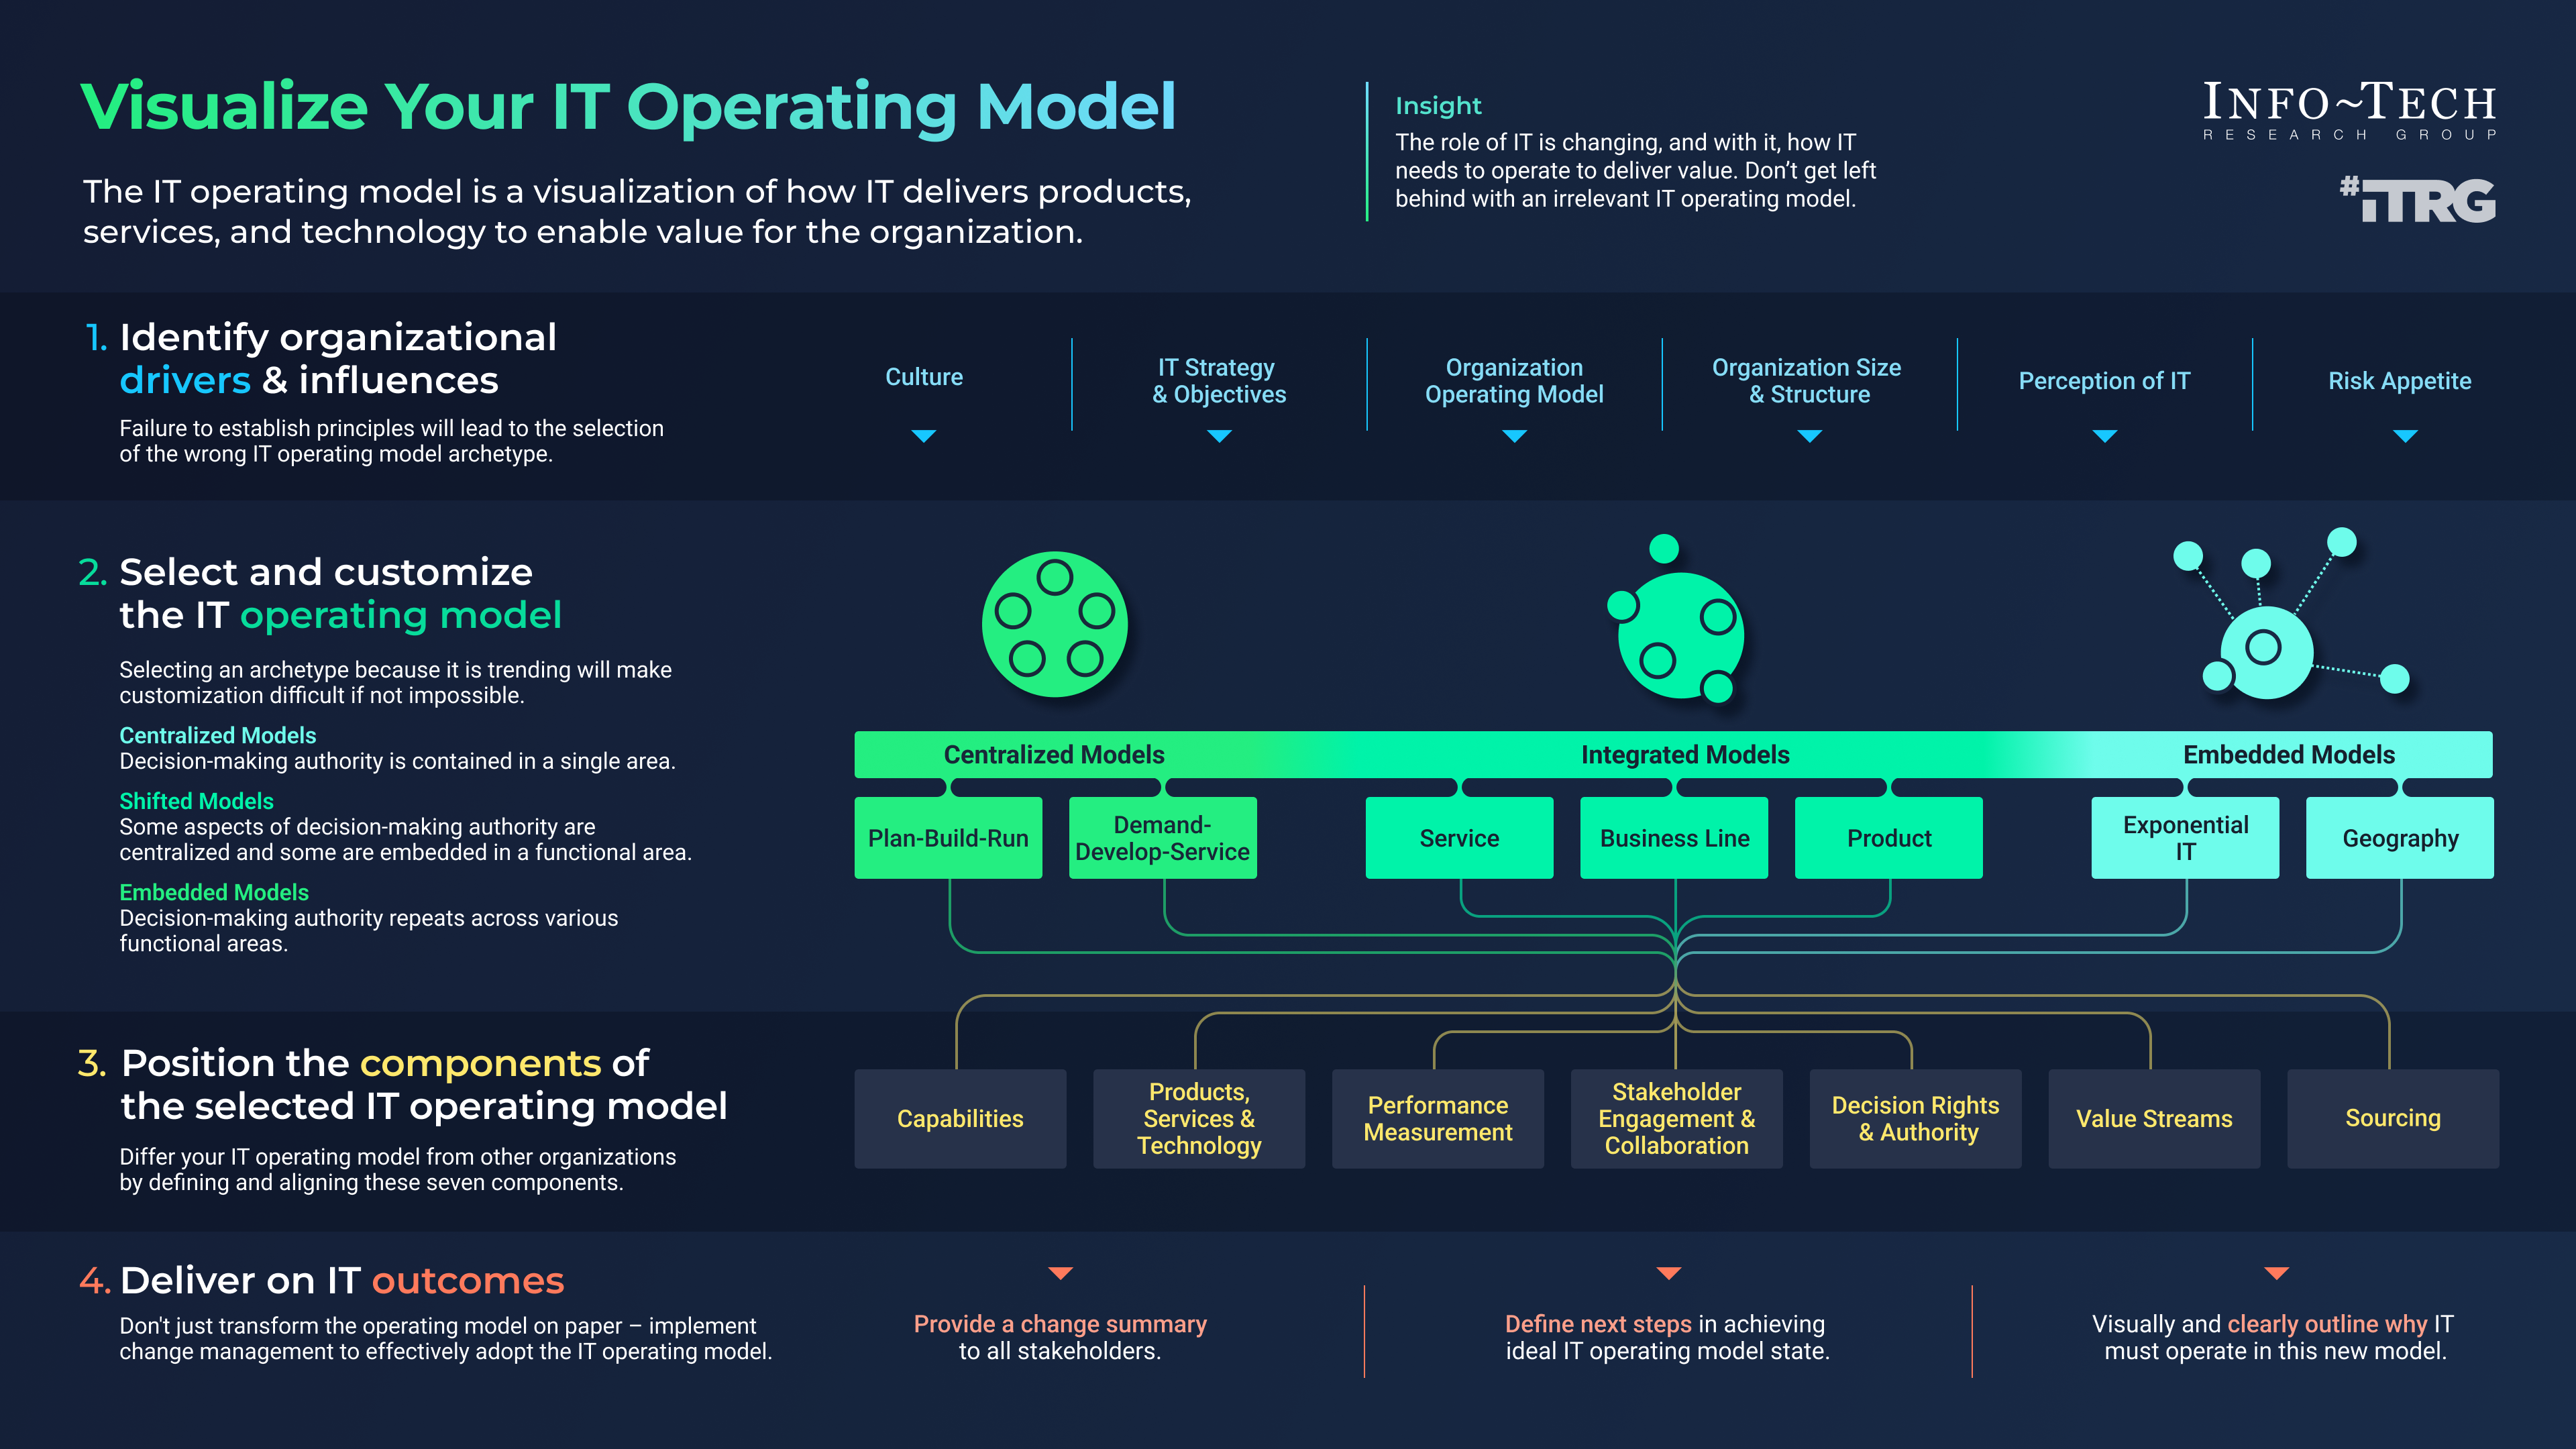 Visualize Your IT Operating Model
The IT operating model is a visualization of how IT delivers products,
services, and technology to enable value for the organization.
Insight
The role of IT is changing, and with it, how IT
needs to operate to deliver value. Don’t get left
behind with an irrelevant IT operating model.
INFO~TECH
RESEARCH GROUP
#iTRG
1. Identify organizational
drivers & influences
Failure to establish principles will lead to the selection
of the wrong IT operating model archetype.
Culture
IT Strategy
& Objectives
Organization
Operating Model
Organization Size
& Structure
Perception of IT
Risk Appetite
2. Select and customize
the IT operating model
Selecting an archetype because it is trending will make
customization difficult if not impossible.
Centralized Models
Decision-making authority is contained in a single area.
Shifted Models
Some aspects of decision-making authority are
centralized and some are embedded in a functional area.
Embedded Models
Decision-making authority repeats across various
functional areas.
Centralized Models
Integrated Models
Embedded Models
Plan-Build-Run
Demand-
Develop-Service
Service
Business Line
Product
Exponential
IT
Geography
3. Position the components of
the selected IT operating model
Differ your IT operating model from other organizations
by defining and aligning these seven components.
Capabilities
Products,
Services &
Technology
Performance
Measurement
Stakeholder
Engagement &
Collaboration
Decision Rights
& Authority
Value Streams
Sourcing
4. Deliver on IT outcomes
Don't just transform the operating model on paper – implement
change management to effectively adopt the IT operating model.
Provide a change summary
to all stakeholders.
Define next steps in achieving
ideal IT operating model state.
Visually and clearly outline why IT
must operate in this new model.